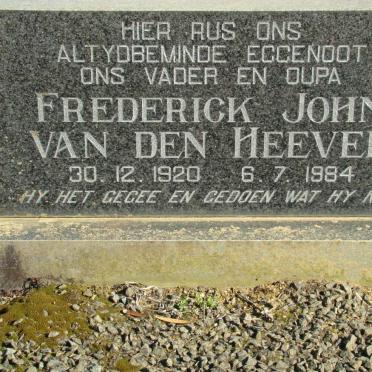 HIER RUS ONS
ALTYDBEMINDE EGGENOOT
ONS VADER EN OUPA
FREDERICK JOHN
VAN DEN HEEVE
30. 12. 1920 6. 7. 1984
HY HET GEGEE EN GEDOEN WAT HY